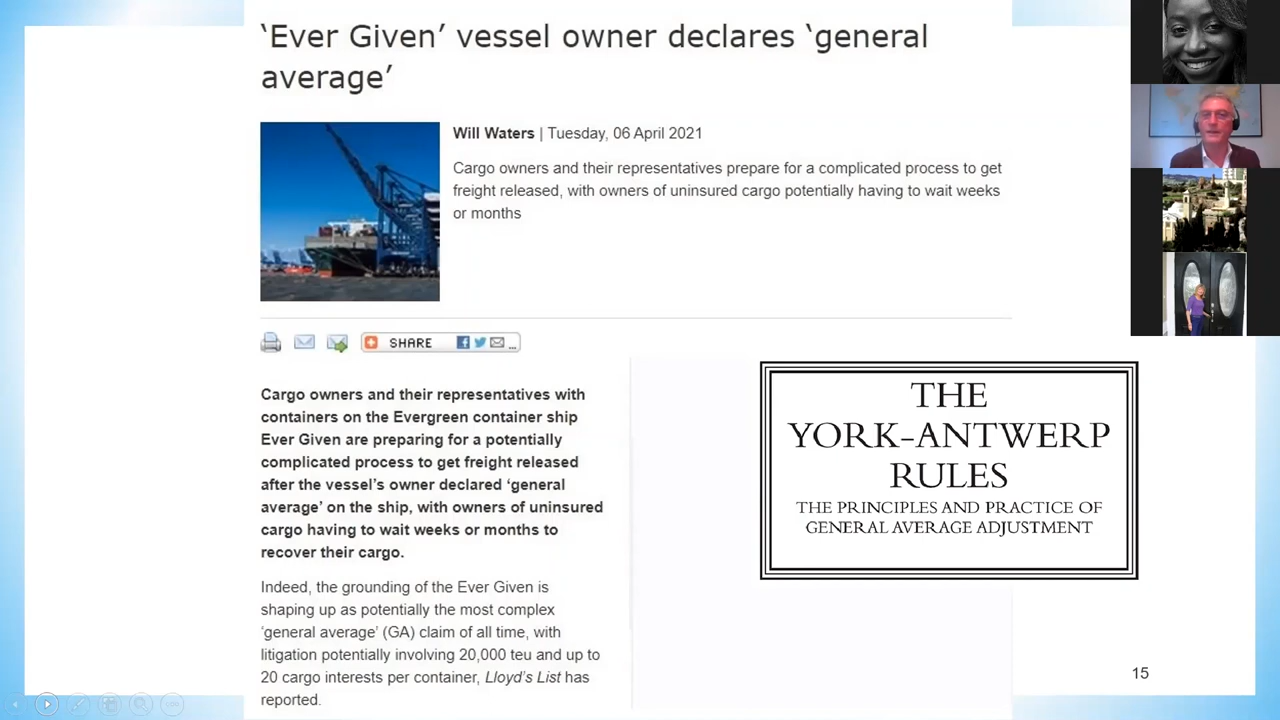 ‘Ever Given’ vessel owner declares ‘general
average’
Will Waters | Tuesday, 06 April 2021
Cargo owners and their representatives prepare for a complicated process to get
freight released, with owners of uninsured cargo potentially having to wait weeks
or months
SHARE
Cargo owners and their representatives with
containers on the Evergreen container ship
Ever Given are preparing for a potentially
complicated process to get freight released
after the vessel’s owner declared ‘general
average’ on the ship, with owners of uninsured
cargo having to wait weeks or months to
recover their cargo.
Indeed, the grounding of the Ever Given is
shaping up as potentially the most complex
‘general average’ (GA) claim of all time, with
litigation potentially involving 20,000 teu and up to
20 cargo interests per container, Lloyd’s List has
reported.
THE
YORK-ANTWERP
RULES
THE PRINCIPLES AND PRACTICE OF
GENERAL AVERAGE ADJUSTMENT
15